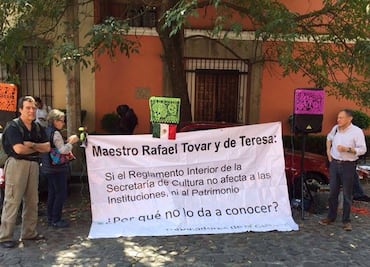 Maestro Rafael Tovar y de Teresa:
Si el Reglamento Interior de la
Secretaría de Cultura no afecta a las
Instituciones, ni al Patrimonio
¿Por qué no lo da a conocer?